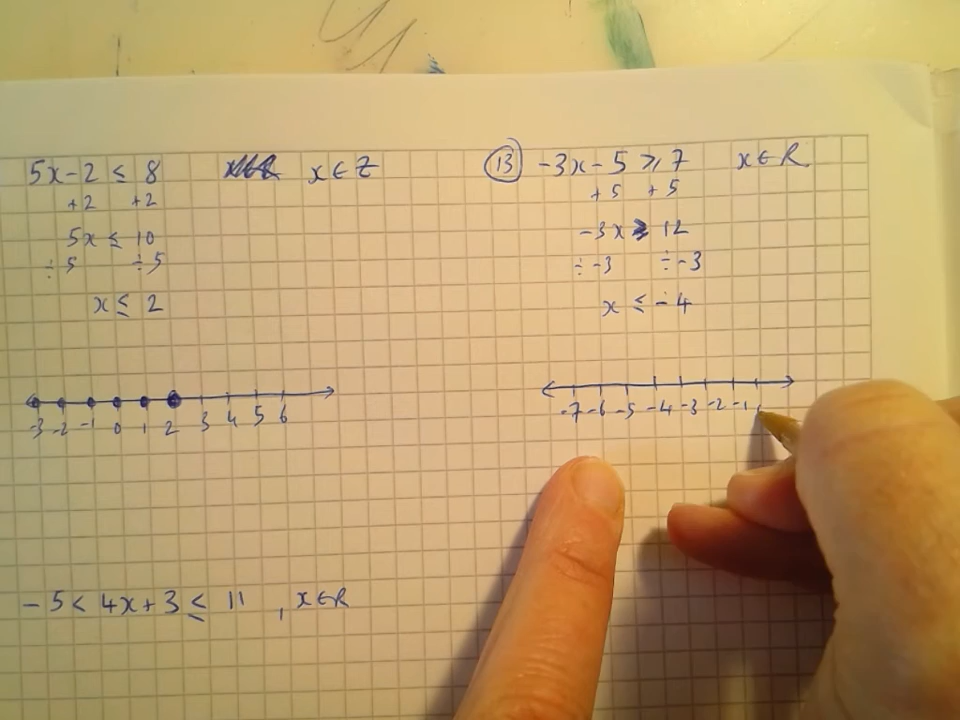 5x-2 ≤ 8 x∈Z
+2 +2
5x ≤ 10
÷5 ÷5
x ≤ 2
-3 -2 -1 0 1 2 3 4 5 6
-5 < 4x+3 ≤ 11 , x∈R
13 -3x-5 ≥ 7 x∈R
+5 +5
-3x ≥ 12
÷-3 ÷-3
x ≤ -4
-7 -6 -5 -4 -3 -2 -1